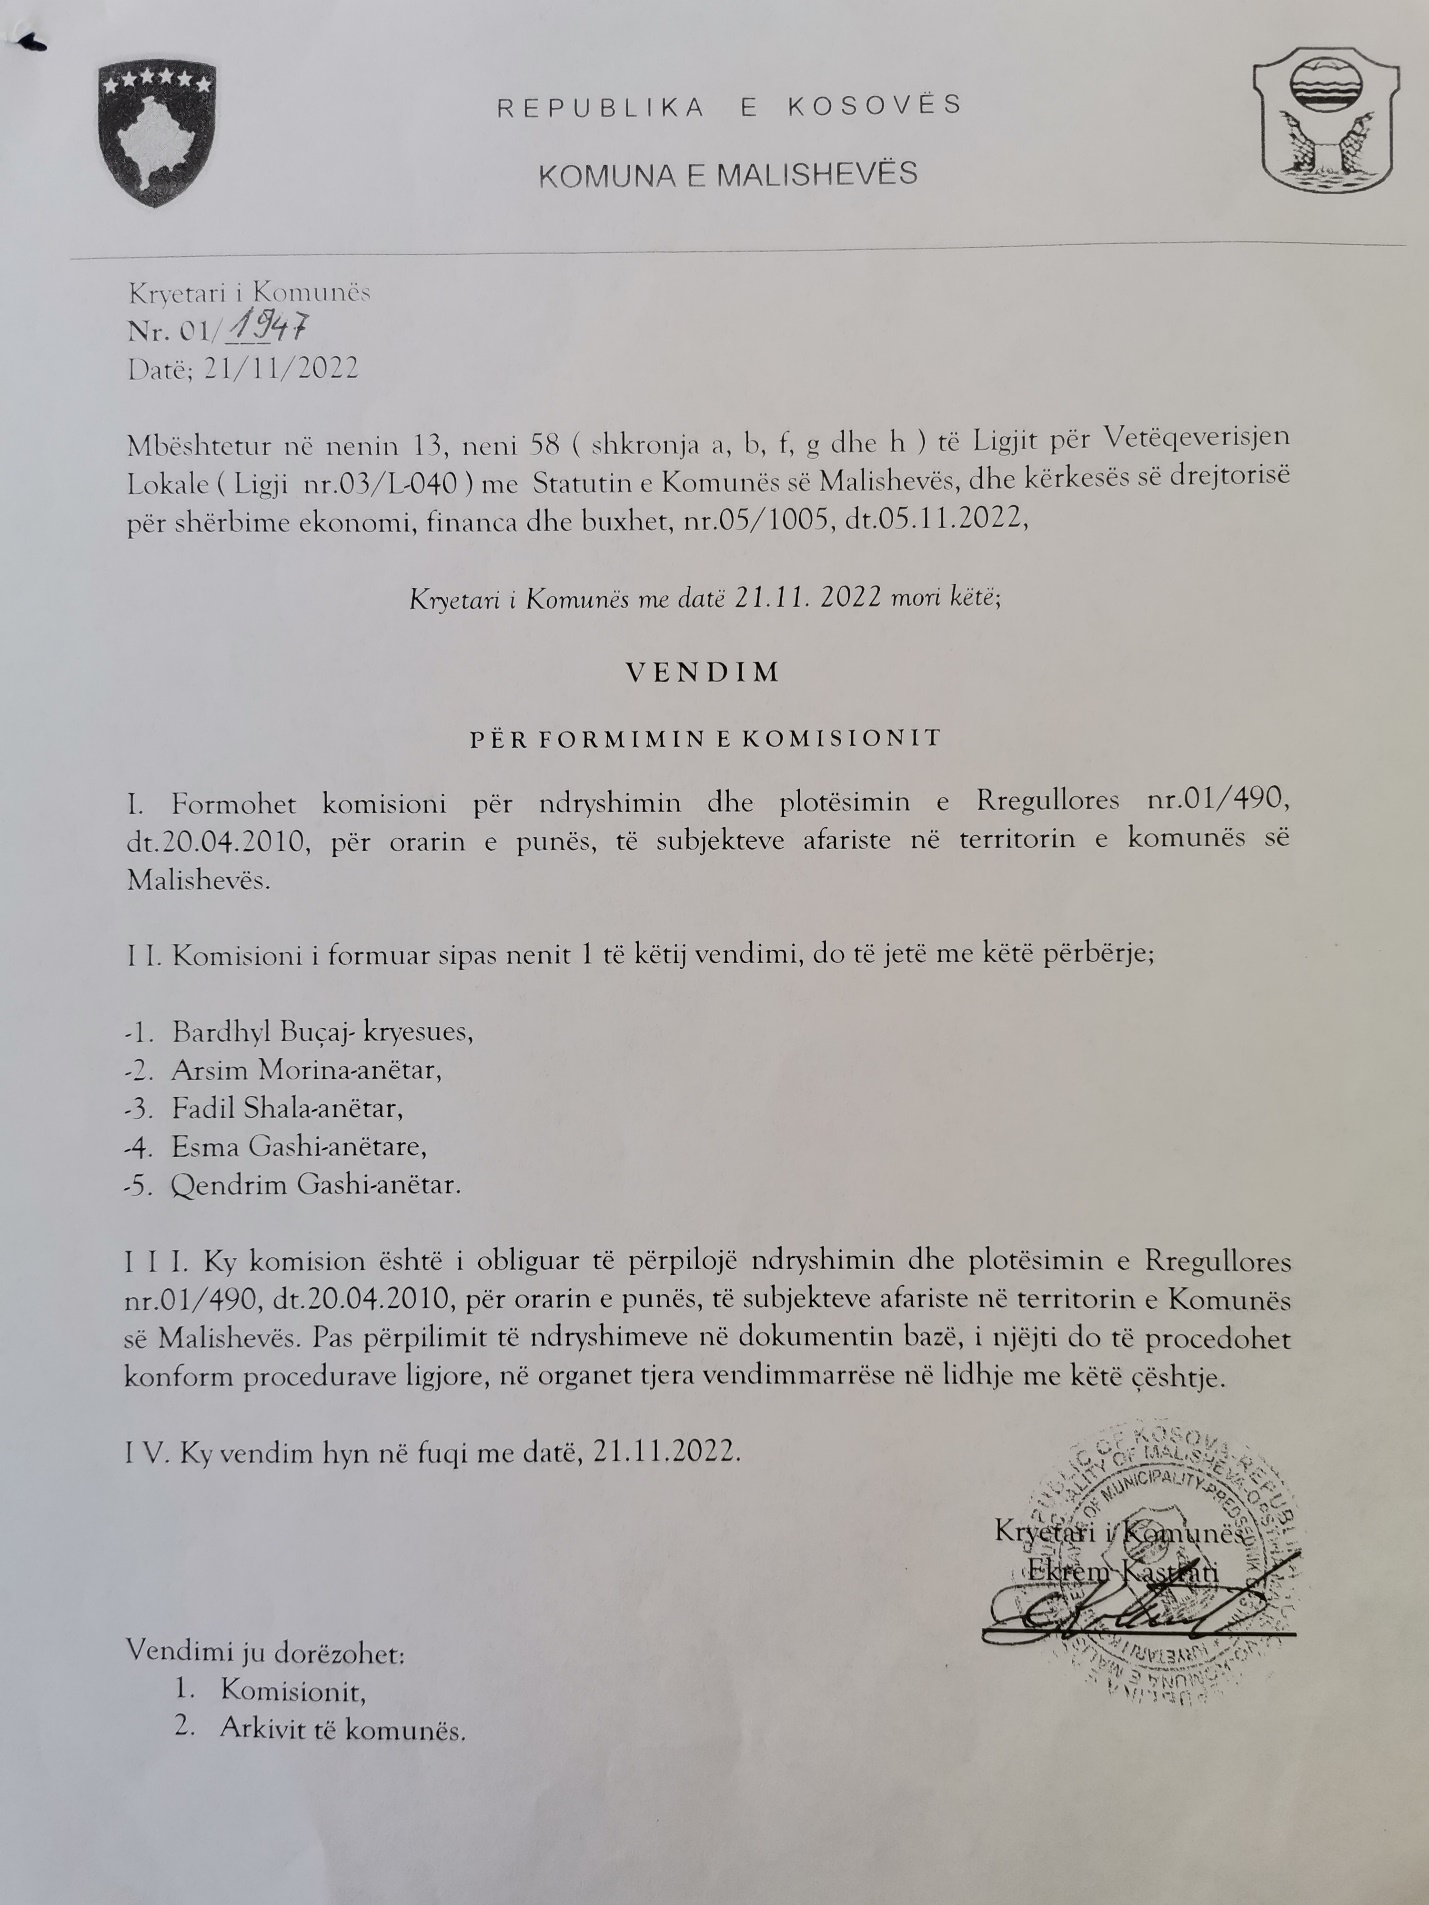 REPUBLIKA E KOSOVËS
KOMUNA E MALISHEVËS
Kryetari i Komunës
Nr. 01/1947
Datë; 21/11/2022
Mbështetur në nenin 13, neni 58 ( shkronja a, b, f, g dhe h ) të Ligjit për Vetëqeverisjen
Lokale ( Ligji nr.03/L-040 ) me Statutin e Komunës së Malishevës, dhe kërkesës së drejtorisë
për shërbime ekonomi, financa dhe buxhet, nr.05/1005, dt.05.11.2022,
Kryetari i Komunës me datë 21.11. 2022 mori këtë;
VENDIM
PËR FORMIMIN E KOMISIONIT
I. Formohet komisioni për ndryshimin dhe plotësimin e Rregullores nr.01/490,
dt.20.04.2010, për orarin e punës, të subjekteve afariste në territorin e komunës së
Malishevës.
I I. Komisioni i formuar sipas nenit 1 të këtij vendimi, do të jetë me këtë përbërje;
-1. Bardhyl Buçaj- kryesues,
-2. Arsim Morina-anëtar,
-3. Fadil Shala-anëtar,
-4. Esma Gashi-anëtare,
-5. Qendrim Gashi-anëtar.
I I I. Ky komision është i obliguar të përpilojë ndryshimin dhe plotësimin e Rregullores
nr.01/490, dt.20.04.2010, për orarin e punës, të subjekteve afariste në territorin e Komunës
së Malishevës. Pas përpilimit të ndryshimeve në dokumentin bazë, i njëjti do të procedohet
konform procedurave ligjore, në organet tjera vendimmarrëse në lidhje me këtë çështje.
I V. Ky vendim hyn në fuqi me datë, 21.11.2022.
Kryetari i Komunës
Ekrem Kastrati
Vendimi ju dorëzohet:
1. Komisionit,
2. Arkivit të komunës.